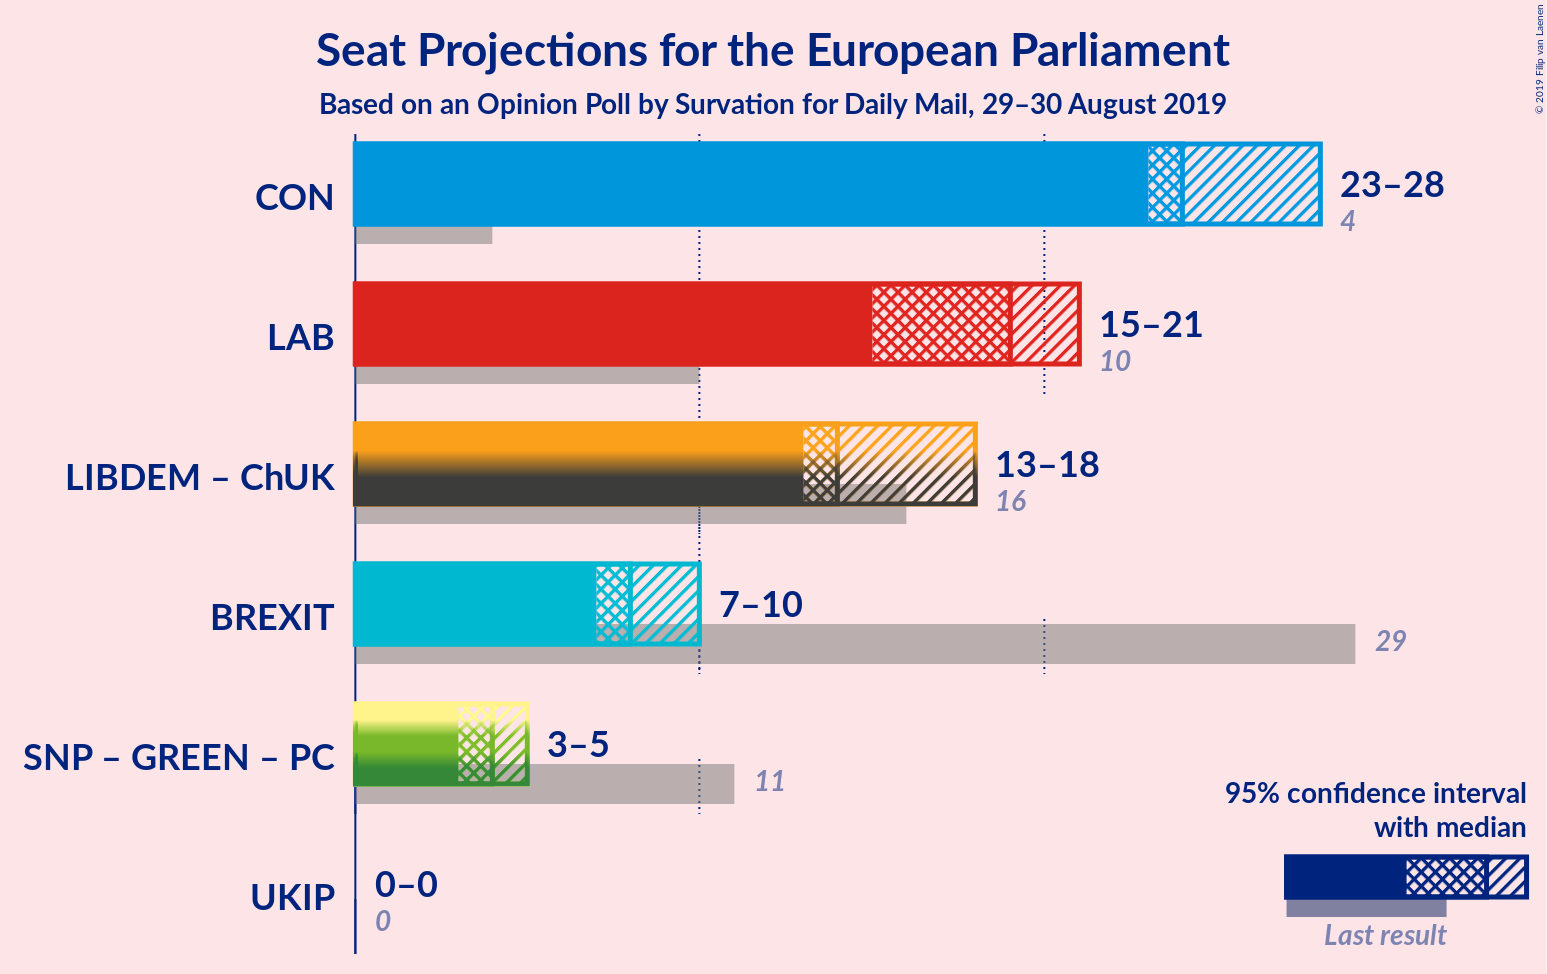 Seat Projections for the European Parliament
Based on an Opinion Poll by Survation for Daily Mail, 29–30 August 2019
© 2019 Filip van Laenen
CON
23–28
4
LAB
15–21
10
LIBDEM – ChUK
13–18
16
BREXIT
7–10
29
SNP – GREEN – PC
3–5
11
UKIP
0–0
0
95% confidence interval
with median
Last result